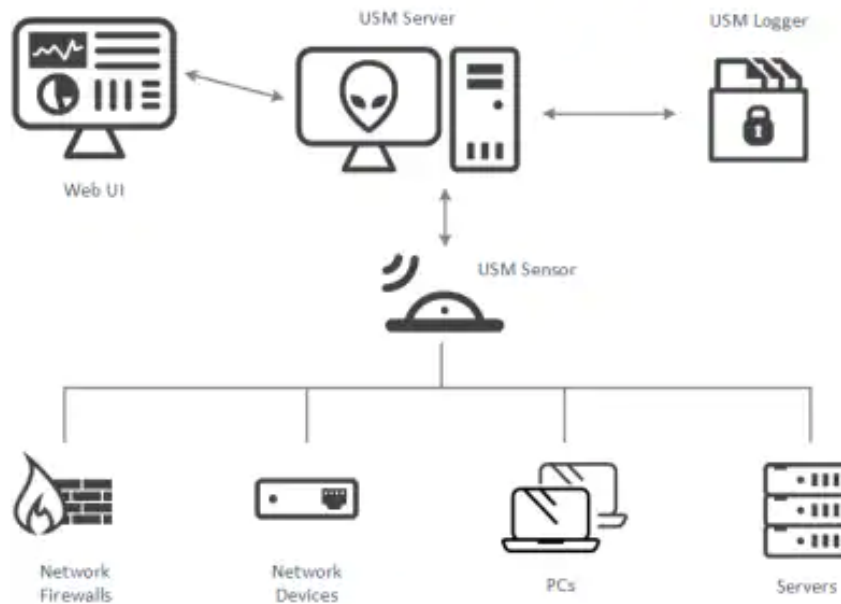 USM Server
USM Logger
Web UI
USM Sensor
Network
Firewalls
Network
Devices
PCs
Servers